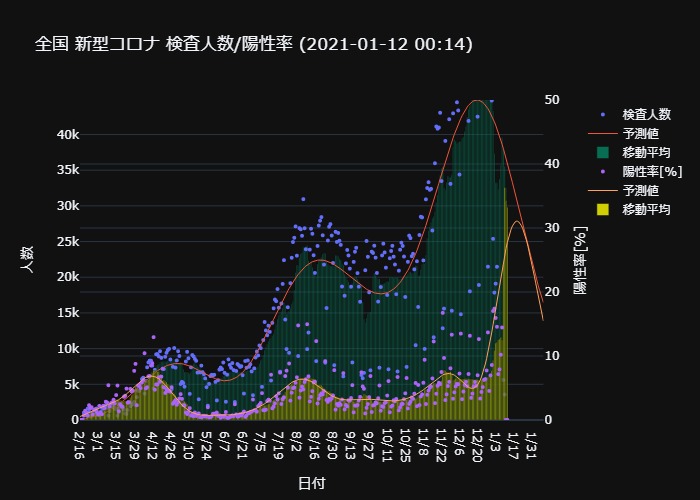 全国 新型コロナ 検査人数/陽性率 (2021-01-12 00:14)
40k
35k
30k
25k
20k
15k
10k
5k
0
人数
50
40
30
20
10
0
陽性率[%]
2/16
3/1
3/15
3/29
4/12
4/26
5/10
5/24
6/7
6/21
7/5
7/19
8/2
8/16
8/30
9/13
9/27
10/11
10/25
11/8
11/22
12/6
12/20
1/3
1/17
1/31
日付
検査人数
予測値
移動平均
陽性率[%]
予測値
移動平均